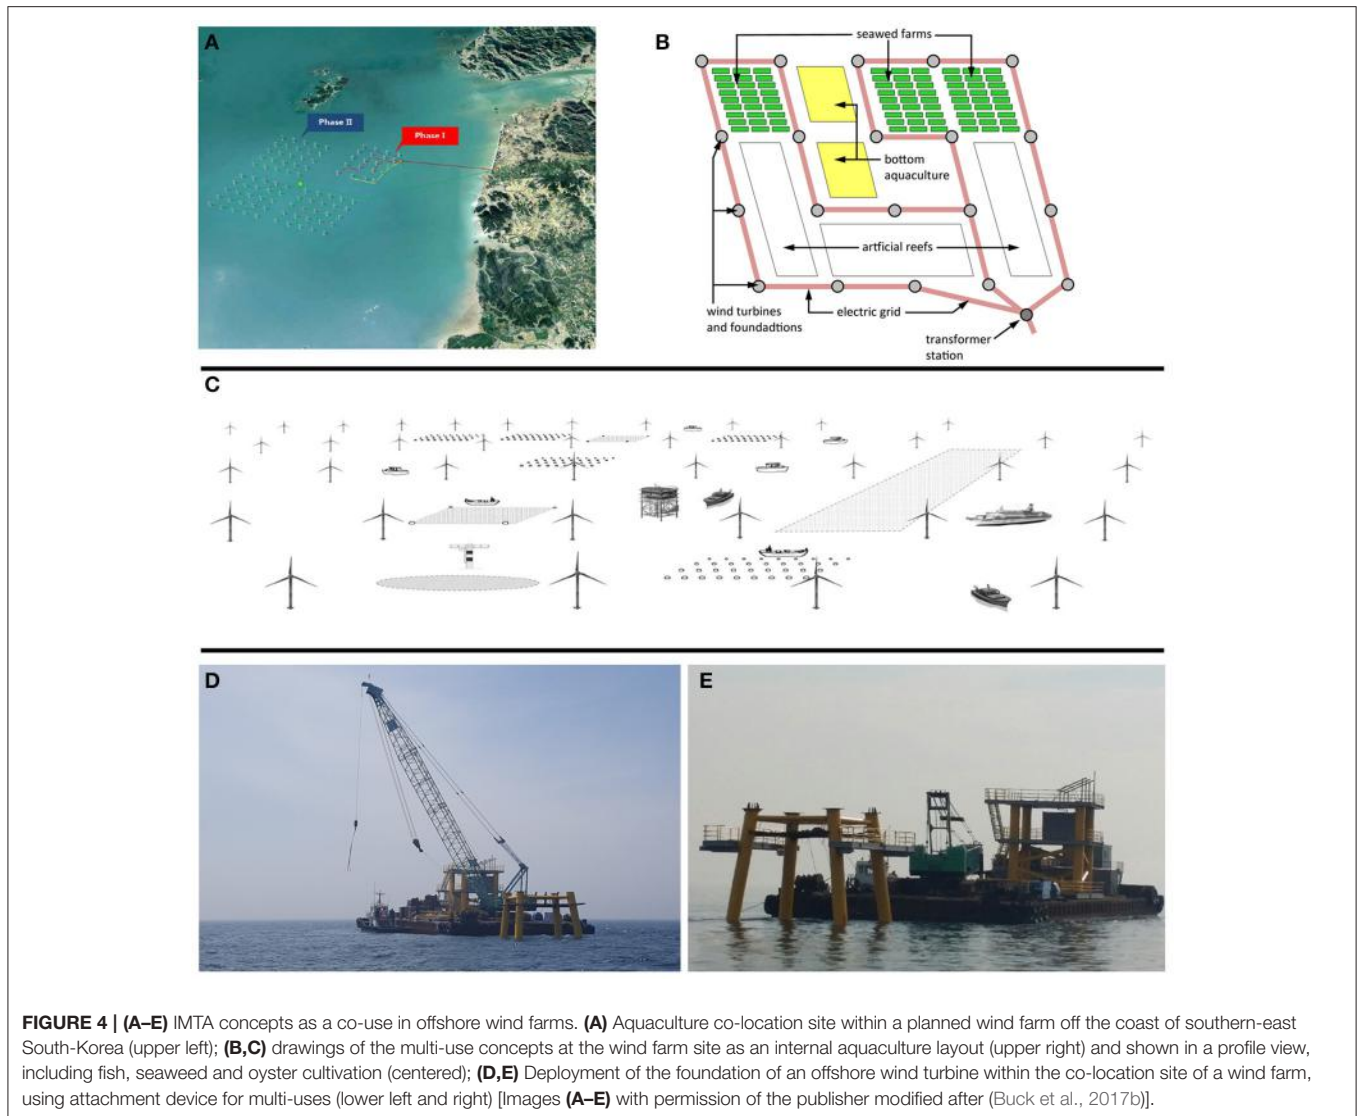 A
Phase II
Phase I
B
seawed farms
bottom
aquaculture
artficial reefs
wind turbines
and foundadtions
electric grid
transformer
station
C
D
E
FIGURE 4 | (A–E) IMTA concepts as a co-use in offshore wind farms. (A) Aquaculture co-location site within a planned wind farm off the coast of southern-east
South-Korea (upper left); (B,C) drawings of the multi-use concepts at the wind farm site as an internal aquaculture layout (upper right) and shown in a profile view,
including fish, seaweed and oyster cultivation (centered); (D,E) Deployment of the foundation of an offshore wind turbine within the co-location site of a wind farm,
using attachment device for multi-uses (lower left and right) [Images (A–E) with permission of the publisher modified after (Buck et al., 2017b)].